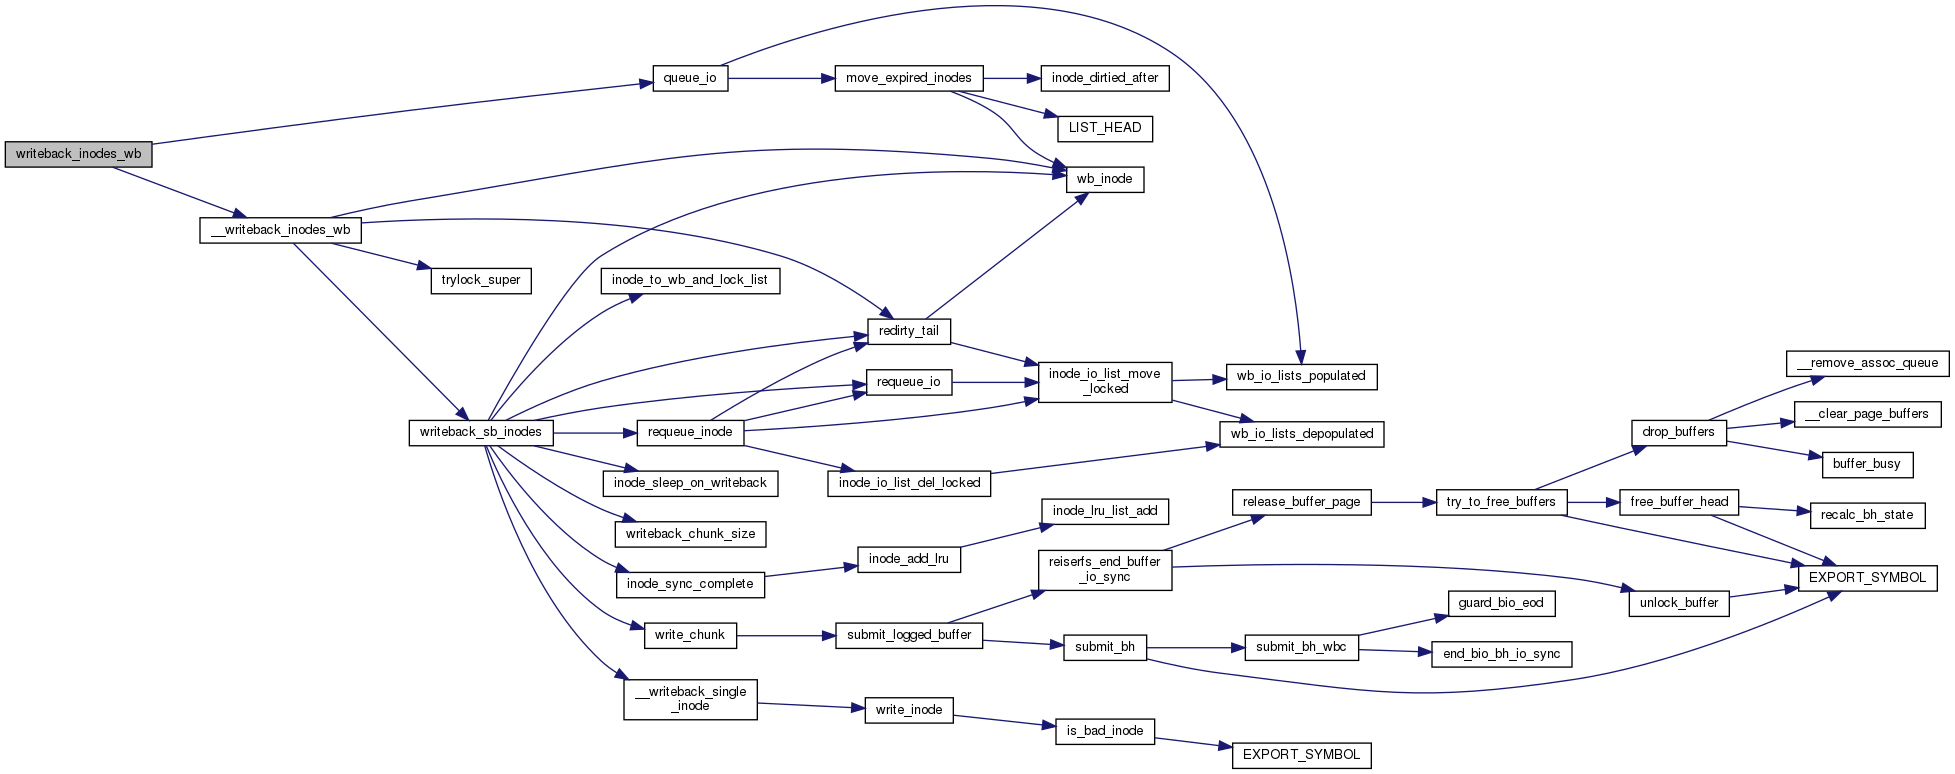 queue_io
move_expired_inodes
inode_dirtied_after
LIST_HEAD
writeback_inodes_wb
wb_inode
__writeback_inodes_wb
trylock_super
inode_to_wb_and_lock_list
redirty_tail
inode_io_list_move
_locked
wb_io_lists_populated
requeue_io
__remove_assoc_queue
__clear_page_buffers
writeback_sb_inodes
requeue_inode
wb_io_lists_depopulated
drop_buffers
buffer_busy
inode_sleep_on_writeback
inode_io_list_del_locked
release_buffer_page
try_to_free_buffers
free_buffer_head
recalc_bh_state
inode_lru_list_add
writeback_chunk_size
inode_add_lru
reiserfs_end_buffer
_io_sync
inode_sync_complete
EXPORT_SYMBOL
unlock_buffer
guard_bio_eod
write_chunk
submit_logged_buffer
submit_bh
submit_bh_wbc
end_bio_bh_io_sync
__writeback_single
_inode
write_inode
is_bad_inode
EXPORT_SYMBOL